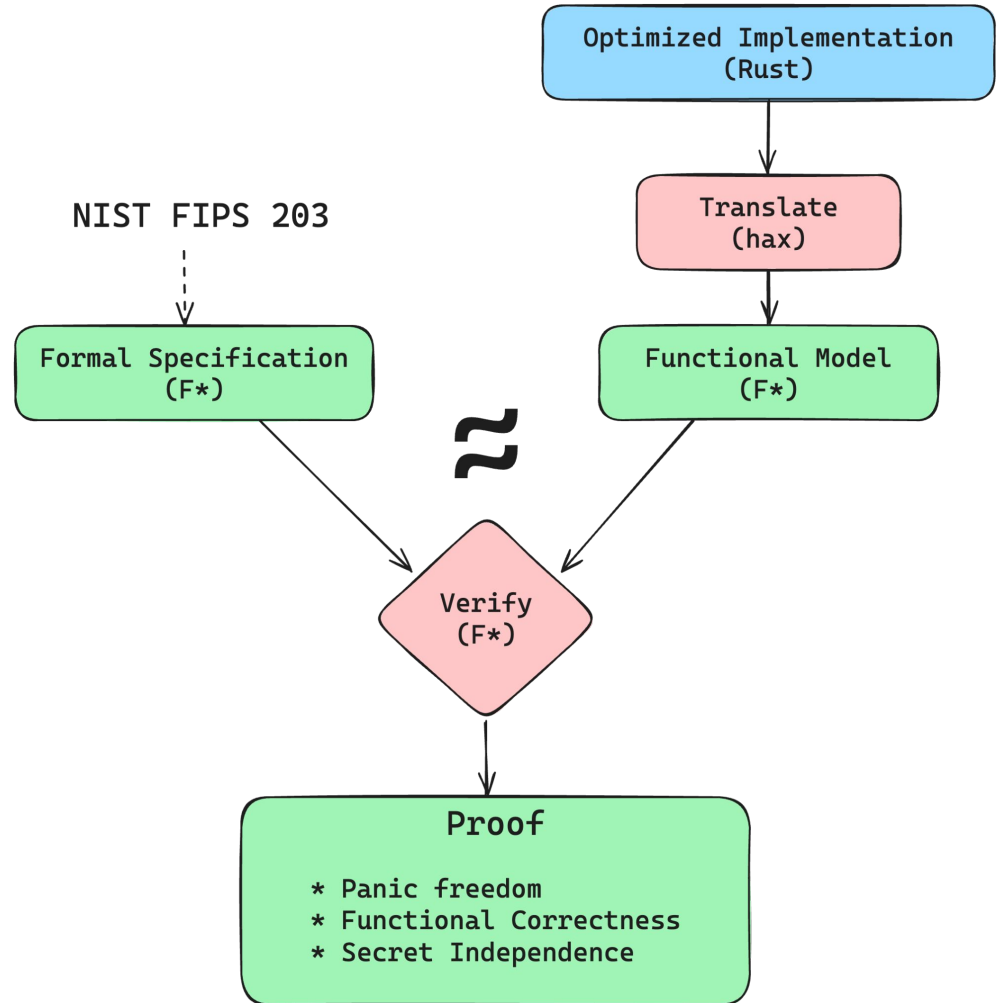 Optimized Implementation
(Rust)
Translate
(hax)
NIST FIPS 203
Formal Specification
(F*)
Functional Model
(F*)
≈
Verify
(F*)
Proof
* Panic freedom
* Functional Correctness
* Secret Independence